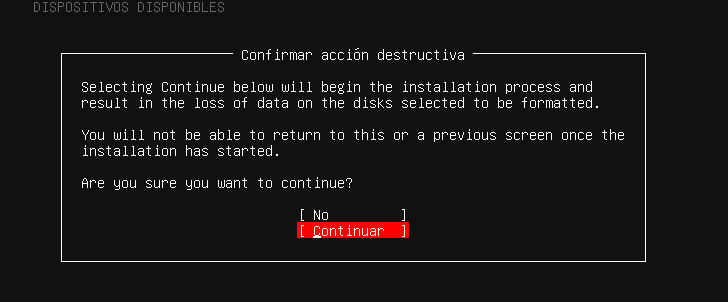 DISPOSITIVOS DISPONIBLES
Confirmar acción destructiva
Selecting Continue below will begin the installation process and
result in the loss of data on the disks selected to be formatted.
You will not be able to return to this or a previous screen once the
installation has started.
Are you sure you want to continue?
[ No ]
[ Continuar ]